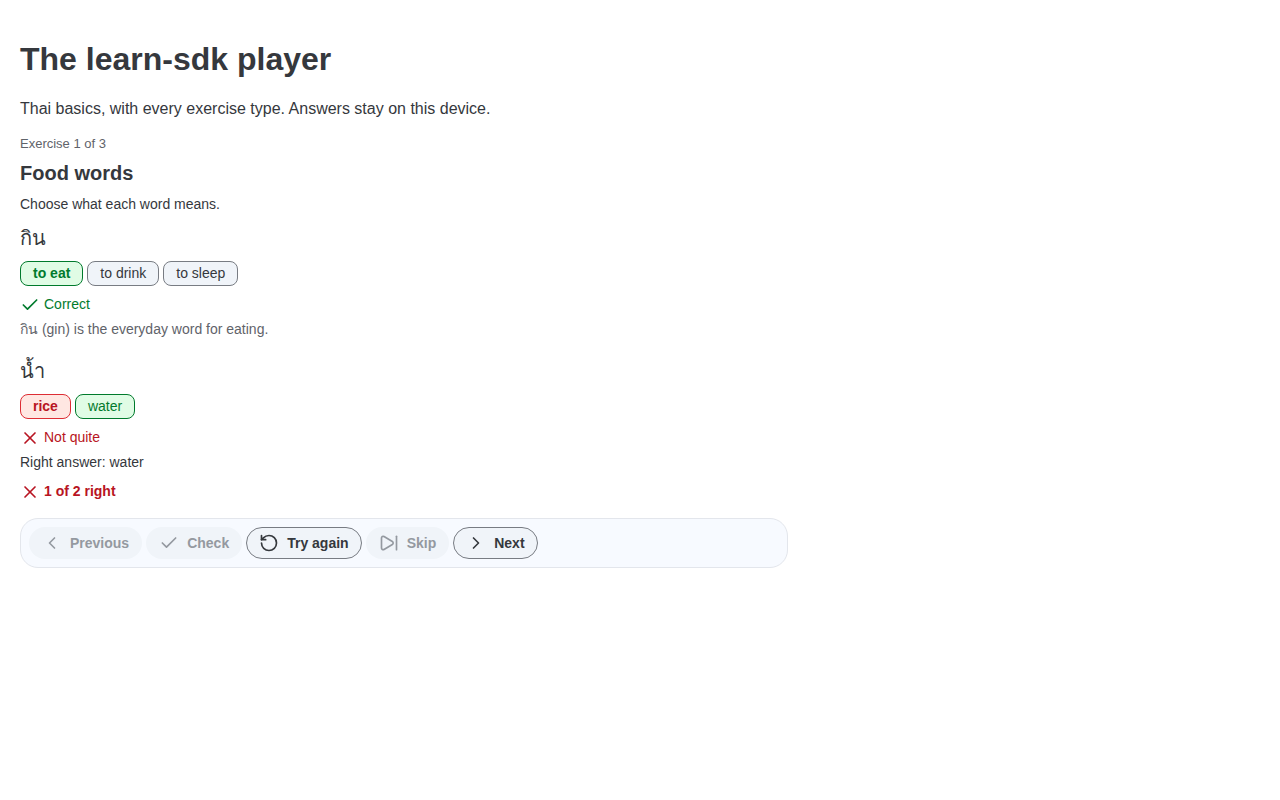 The learn-sdk player
Thai basics, with every exercise type. Answers stay on this device.
Exercise 1 of 3
Food words
Choose what each word means.
กิน
to eat to drink to sleep
Correct
กิน (gin) is the everyday word for eating.
น้ำ
rice water
Not quite
Right answer: water
1 of 2 right
Previous Check Try again Skip Next